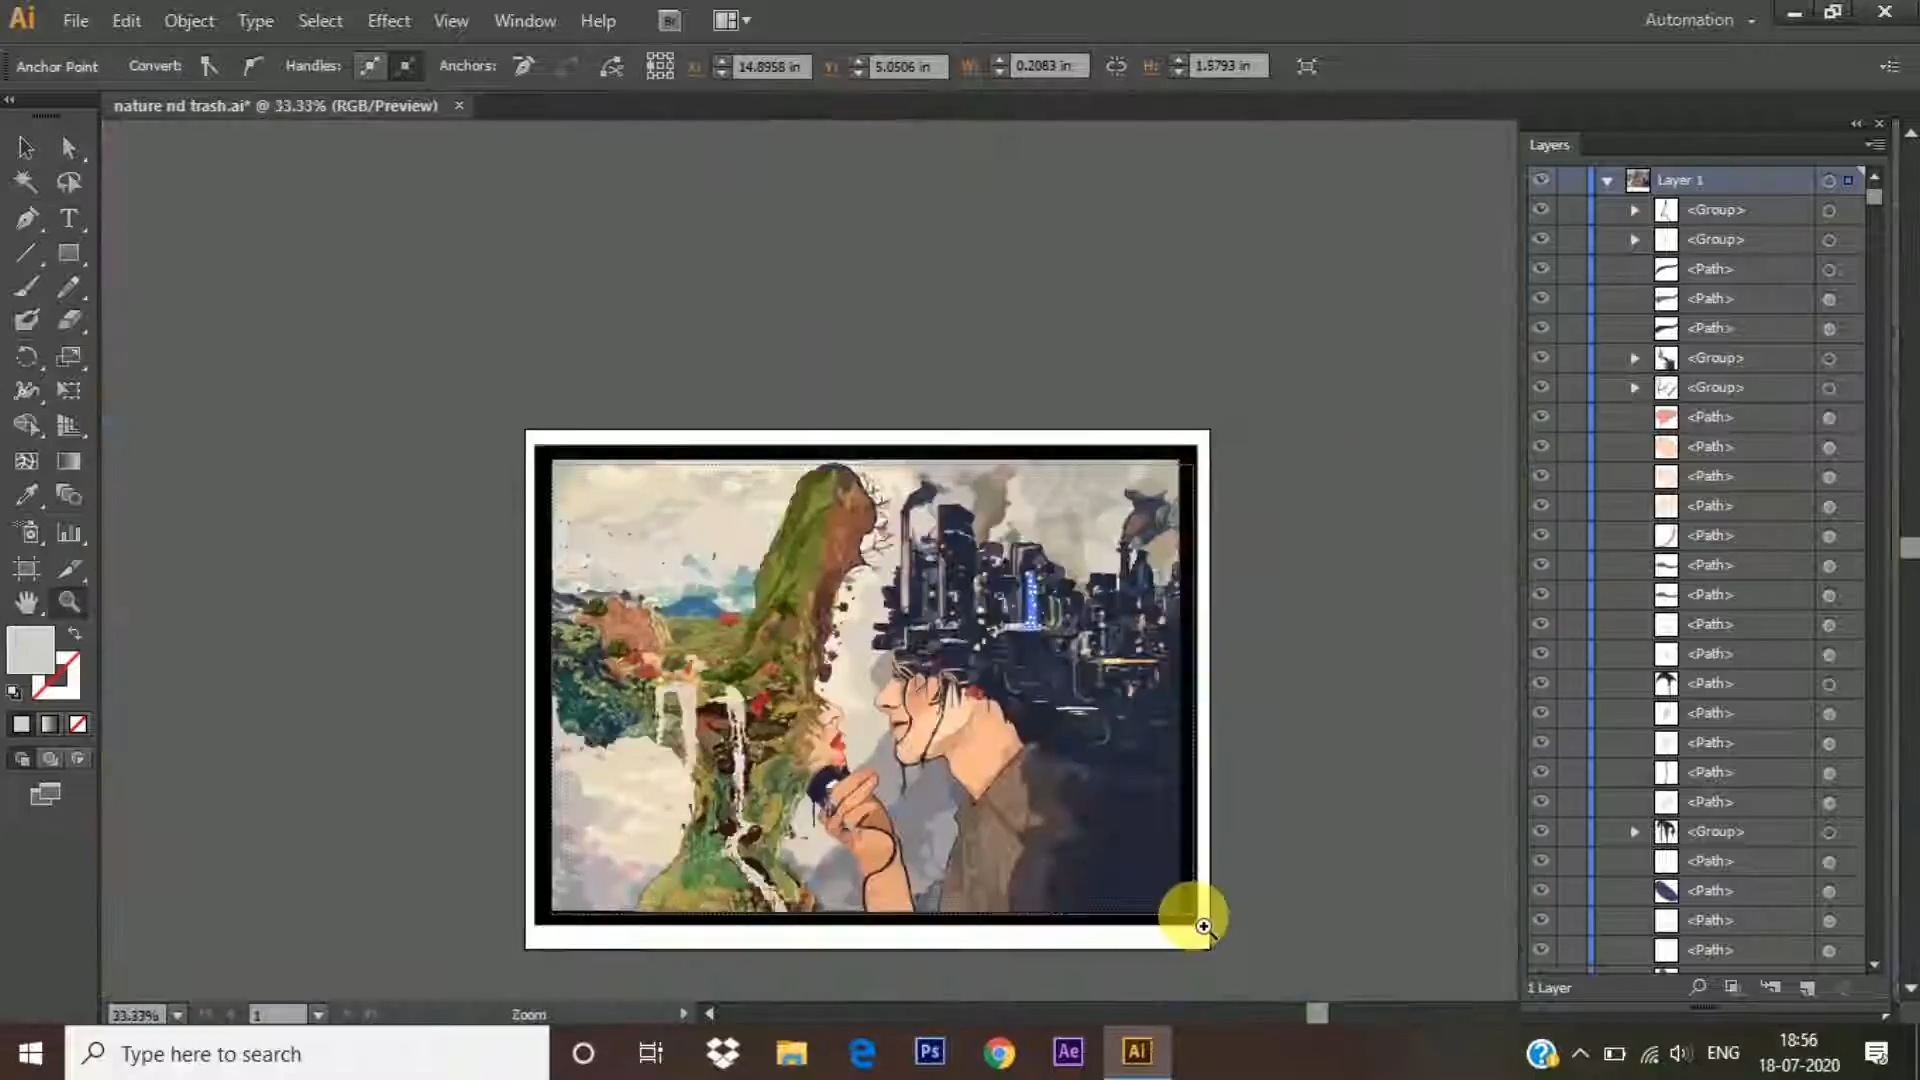 Ai File Edit Object Type Select Effect View Window Help Br Automation
Anchor Point Convert: Handles: Anchors: X: 14.8958 in Y: 5.0506 in W: 0.2083 in H: 1.5793 in
nature nd trash.ai* @ 33.33% (RGB/Preview)
Layers
Layer 1
<Group>
<Group>
<Path>
<Path>
<Path>
<Group>
<Group>
<Path>
<Path>
<Path>
<Path>
<Path>
<Path>
<Path>
<Path>
<Path>
<Path>
<Path>
<Path>
<Path>
<Path>
<Group>
<Path>
<Path>
<Path>
<Path>
1 Layer
33.33% 1 Zoom
Type here to search
Ps Ae Ai
ENG
18:56
18-07-2020